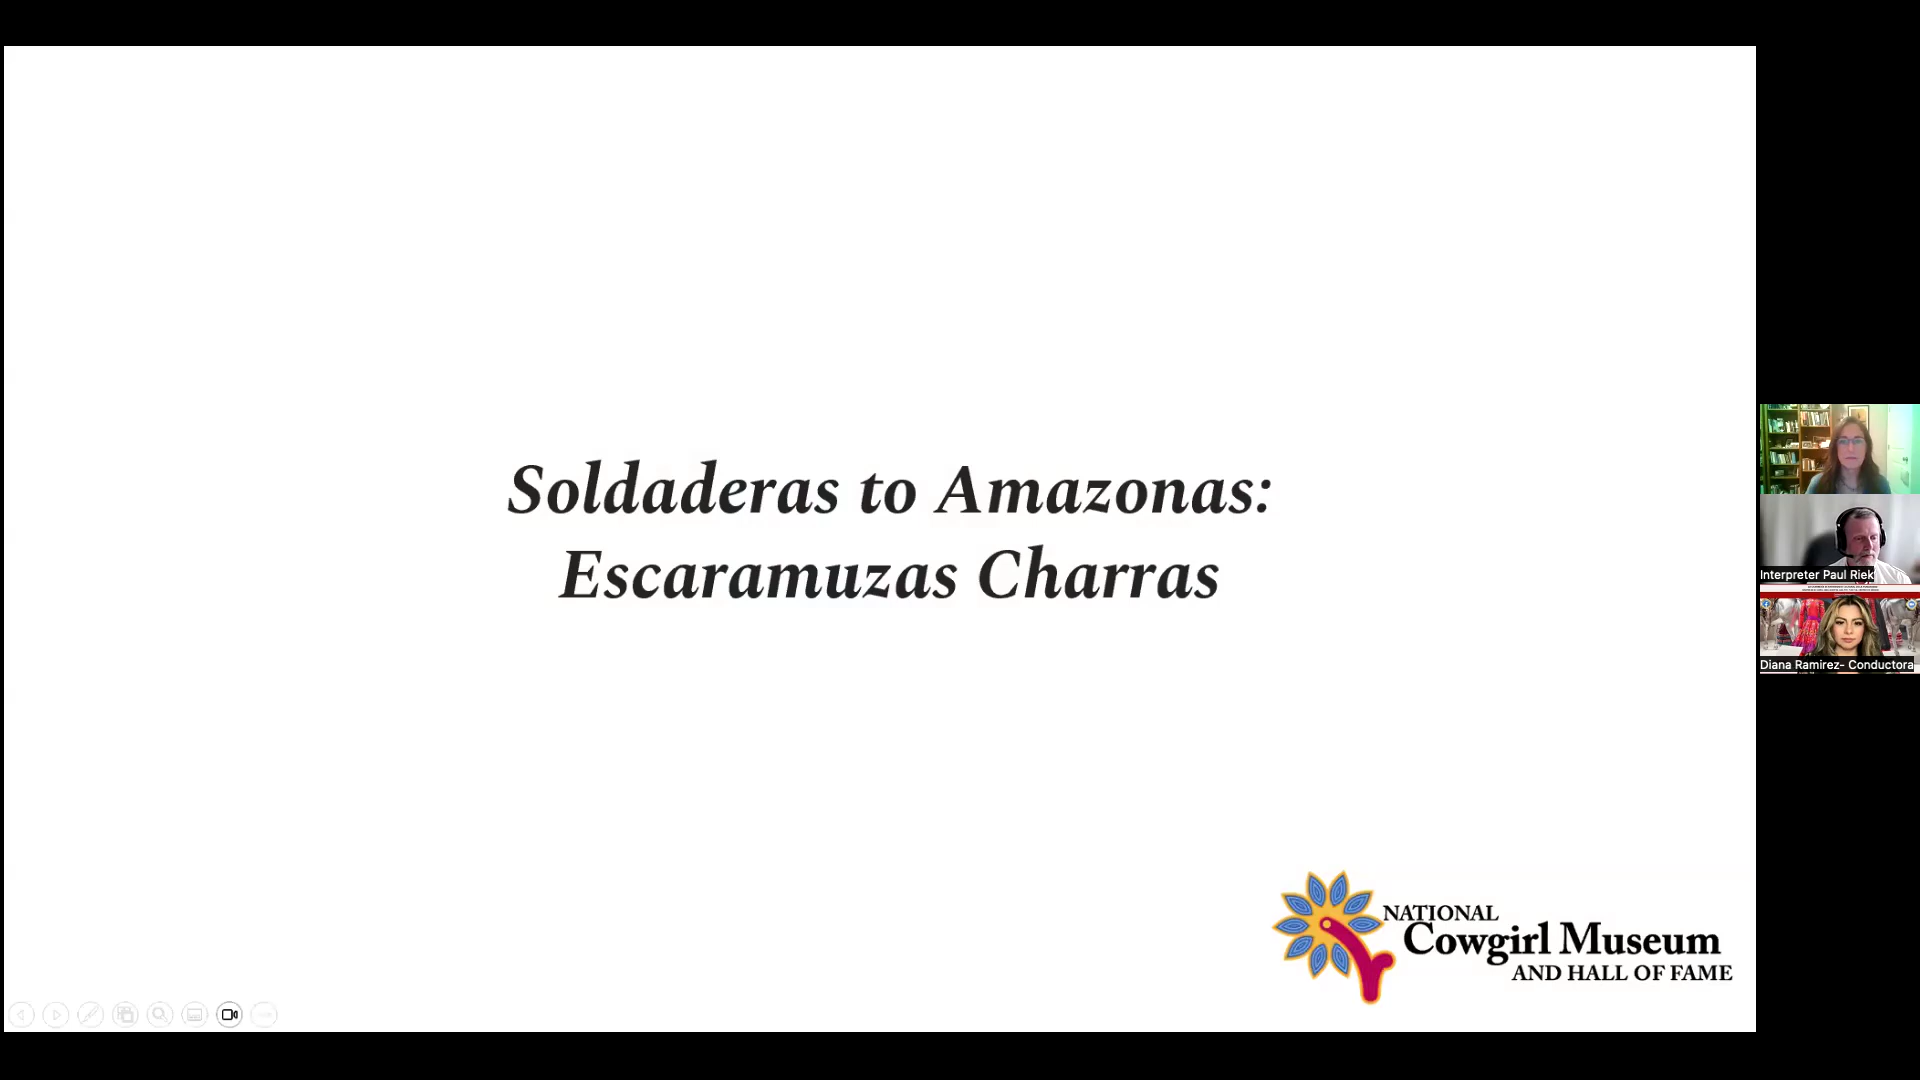 Soldaderas to Amazonas:
Escaramuzas Charras
NATIONAL
Cowgirl Museum
AND HALL OF FAME
Interpreter Paul Riek
Diana Ramirez- Conductora